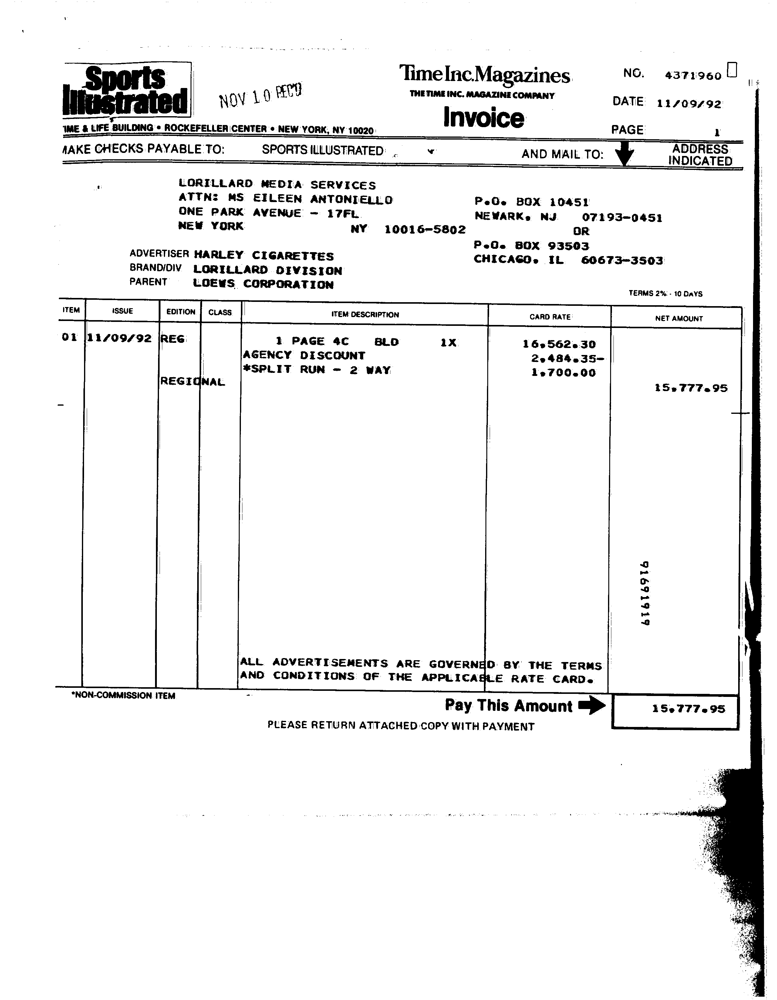 Sports Illustrated
NOV 10 REC'D
Time Inc. Magazines
THE TIME INC. MAGAZINE COMPANY
Invoice
NO. 4371960
DATE 11/09/92
PAGE 1
TIME & LIFE BUILDING • ROCKEFELLER CENTER • NEW YORK, NY 10020
MAKE CHECKS PAYABLE TO: SPORTS ILLUSTRATED AND MAIL TO: ADDRESS INDICATED
LORILLARD MEDIA SERVICES
ATTN: MS EILEEN ANTONIELLO
ONE PARK AVENUE - 17FL
NEW YORK NY 10016-5802
P.O. BOX 10451
NEWARK, NJ 07193-0451
OR
P.O. BOX 93503
CHICAGO, IL 60673-3503
ADVERTISER HARLEY CIGARETTES
BRAND/DIV LORILLARD DIVISION
PARENT LOEWS CORPORATION
TERMS 2% - 10 DAYS
ITEM ISSUE EDITION CLASS ITEM DESCRIPTION CARD RATE NET AMOUNT
01 11/09/92 REG 1 PAGE 4C BLD 1X 16,562.30
AGENCY DISCOUNT 2,484.35-
*SPLIT RUN - 2 WAY 1,700.00
REGIONAL 15,777.95
91691919
ALL ADVERTISEMENTS ARE GOVERNED BY THE TERMS
AND CONDITIONS OF THE APPLICABLE RATE CARD.
*NON-COMMISSION ITEM
Pay This Amount 15,777.95
PLEASE RETURN ATTACHED COPY WITH PAYMENT